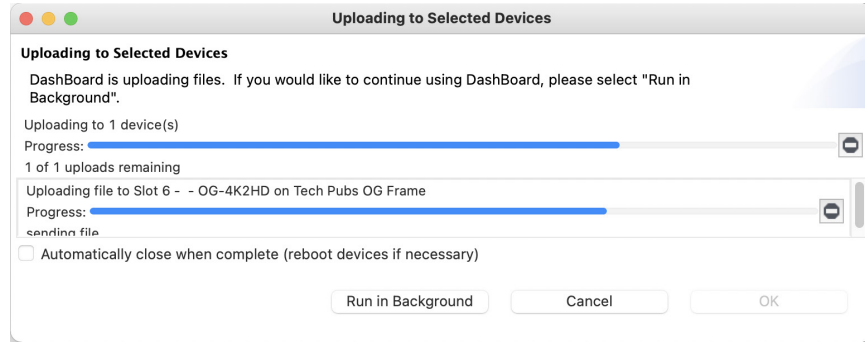 Uploading to Selected Devices
Uploading to Selected Devices
DashBoard is uploading files.  If you would like to continue using DashBoard, please select "Run in
Background".
Uploading to 1 device(s)
Progress:
1 of 1 uploads remaining
Uploading file to Slot 6 -  - OG-4K2HD on Tech Pubs OG Frame
Progress:
sending file
Automatically close when complete (reboot devices if necessary)
Run in Background Cancel OK